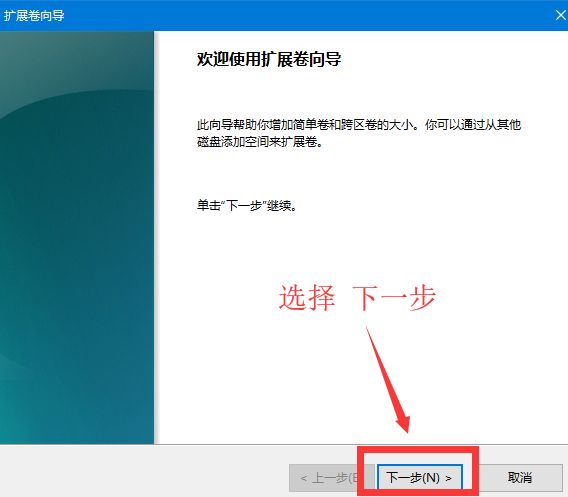 扩展卷向导
欢迎使用扩展卷向导
此向导帮助你增加简单卷和跨区卷的大小。你可以通过从其他
磁盘添加空间来扩展卷。
单击"下一步"继续。
选择 下一步
< 上一步(B
下一步(N) >
取消